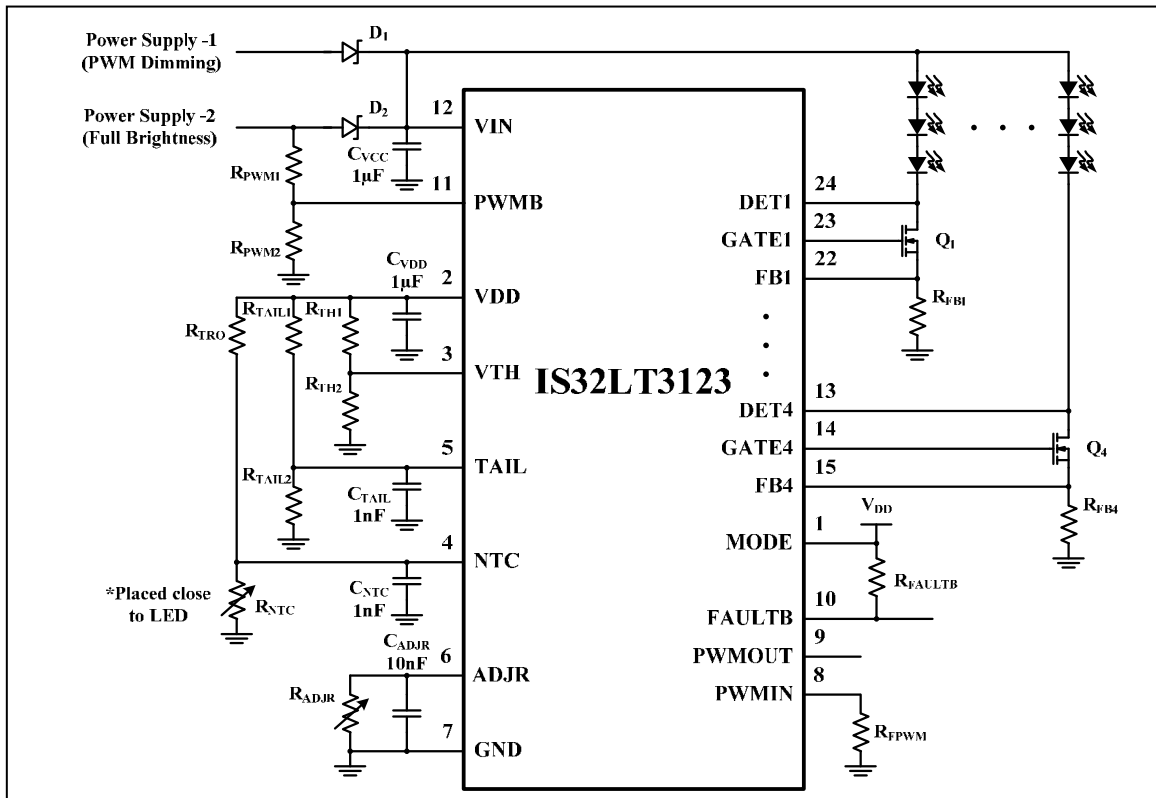 Power Supply -1
(PWM Dimming)
D1
Power Supply -2
(Full Brightness)
D2
12
VIN
CVCC
1µF
RPWM1
11
PWMB
RPWM2
CVDD
1µF
2
VDD
RTRO
RTAIL1
RTH1
3
VTH
RTH2
5
TAIL
RTAIL2
CTAIL
1nF
4
NTC
*Placed close
to LED
RNTC
CNTC
1nF
CADJR
10nF
6
ADJR
RADJR
7
GND
IS32LT3123
24
DET1
23
GATE1
Q1
22
FB1
RFB1
13
DET4
14
GATE4
Q4
15
FB4
RFB4
VDD
1
MODE
RFAULTB
10
FAULTB
9
PWMOUT
8
PWMIN
RFPWM